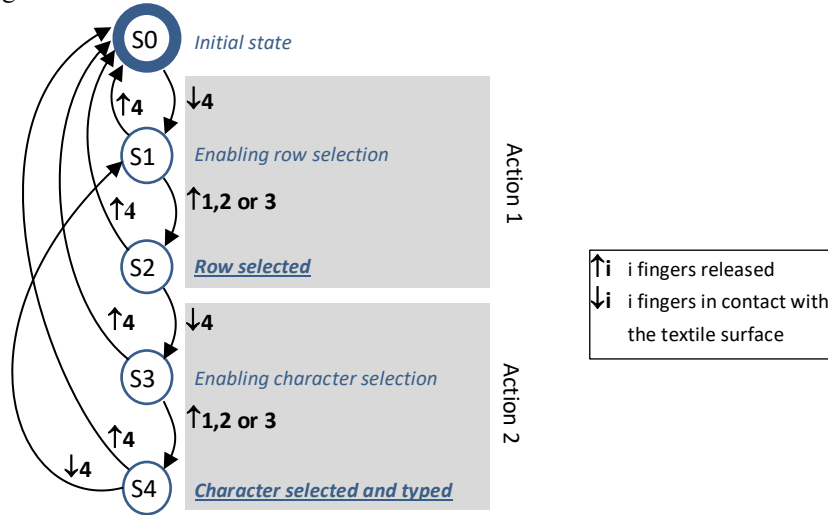 g
S0
Initial state
↑4
↓4
S1
Enabling row selection
↑1,2 or 3
↑4
S2
Row selected
Action 1
↑4
↓4
S3
Enabling character selection
↑1,2 or 3
↑4
↓4
S4
Character selected and typed
Action 2
↑i i fingers released
↓i i fingers in contact with
the textile surface